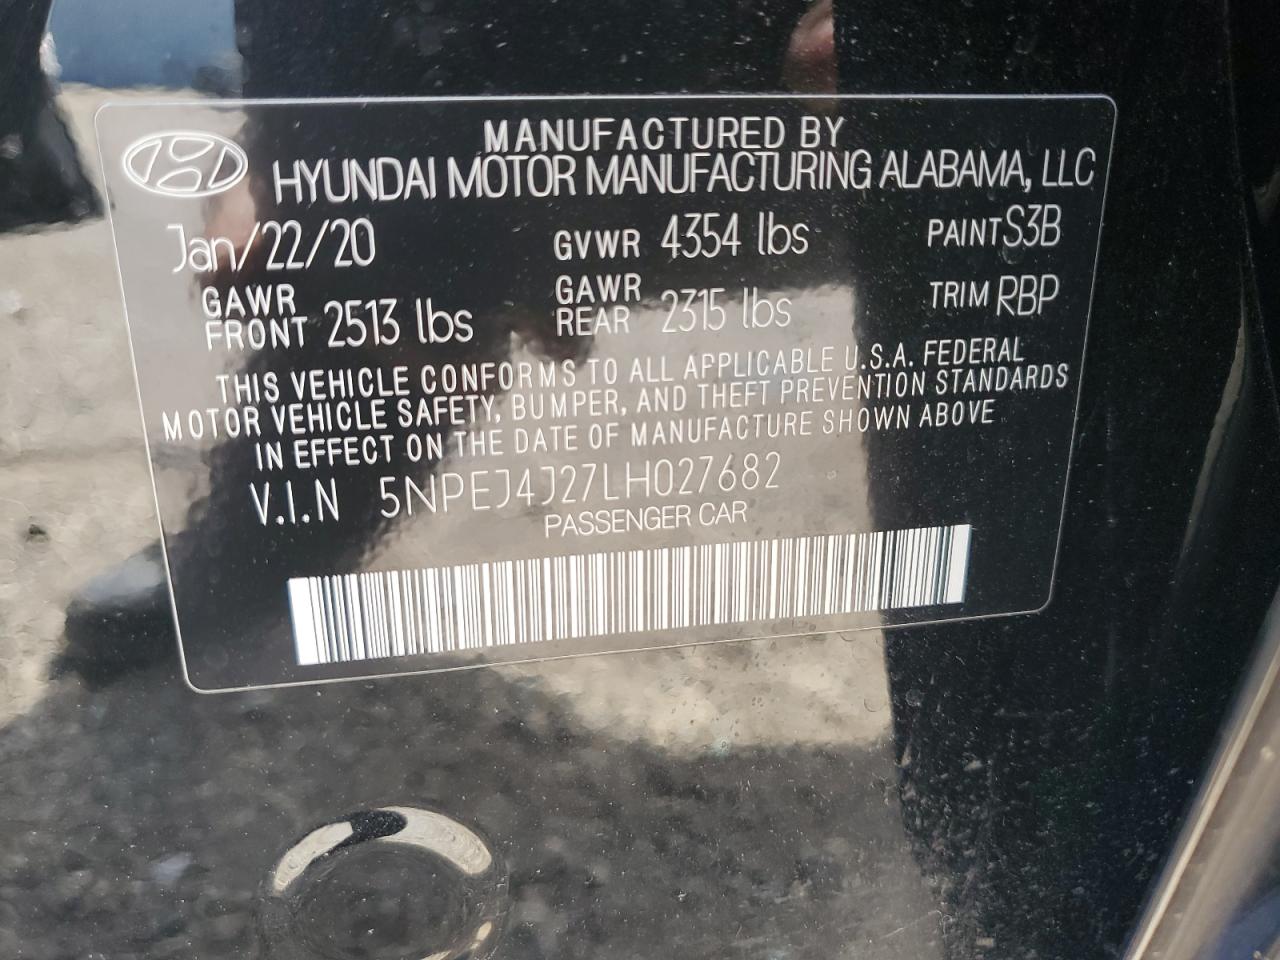 MANUFACTURED BY
HYUNDAI MOTOR MANUFACTURING ALABAMA, LLC
Jan/22/20 GVWR 4354 lbs PAINT S3B
GAWR FRONT 2513 lbs GAWR REAR 2315 lbs TRIM RBP
THIS VEHICLE CONFORMS TO ALL APPLICABLE U.S.A. FEDERAL
MOTOR VEHICLE SAFETY, BUMPER, AND THEFT PREVENTION STANDARDS
IN EFFECT ON THE DATE OF MANUFACTURE SHOWN ABOVE
V.I.N 5NPEJ4J27LH027682
PASSENGER CAR